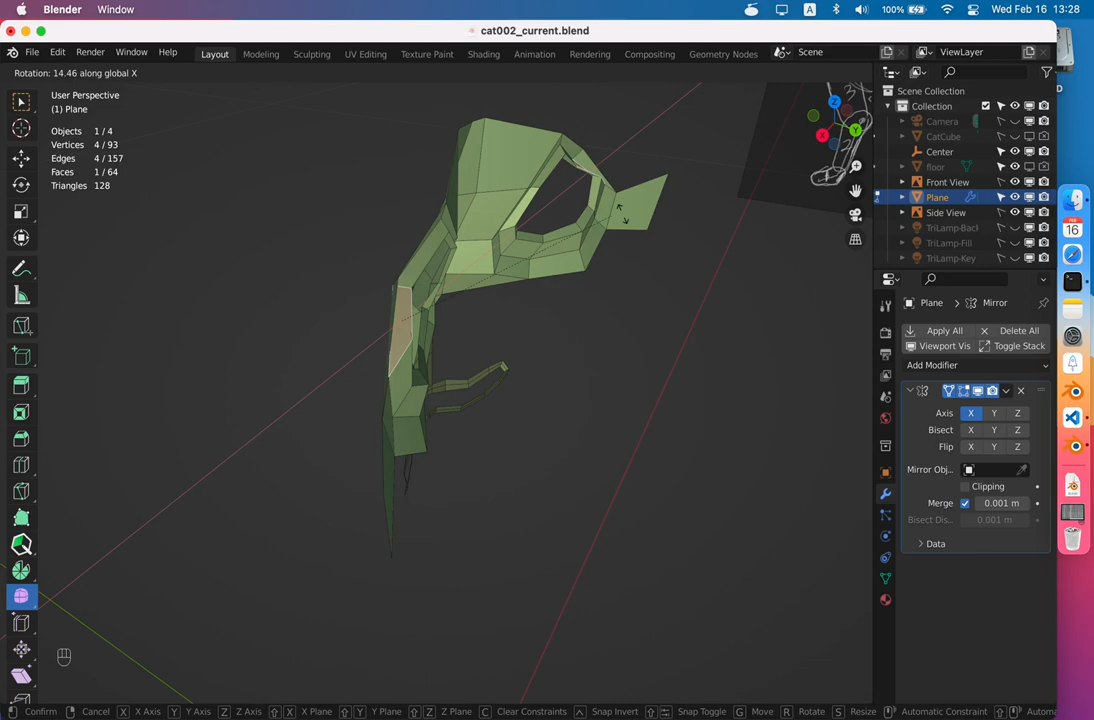 Blender Window A 100% Wed Feb 16 13:28
cat002_current.blend
File Edit Render Window Help Layout Modeling Sculpting UV Editing Texture Paint Shading Animation Rendering Compositing Geometry Nodes Scene ViewLayer
Rotation: 14.46 along global X
User Perspective
(1) Plane
Objects 1 / 4
Vertices 4 / 93
Edges 4 / 157
Faces 1 / 64
Triangles 128
Z
Y
X
Scene Collection
Collection
Camera
CatCube
Center
floor
Front View
Plane
Side View
TriLamp-Back
TriLamp-Fill
TriLamp-Key
FEB
16
Plane > Mirror
Apply All Delete All
Viewport Vis Toggle Stack
Add Modifier
Axis X Y Z
Bisect X Y Z
Flip X Y Z
Mirror Obj...
Clipping
Merge 0.001 m
Bisect Dis... 0.001 m
Data
Confirm Cancel X X Axis Y Y Axis Z Z Axis X X Plane Y Y Plane Z Z Plane C Clear Constraints Snap Invert Snap Toggle G Move R Rotate S Resize Automatic Constraint Automa